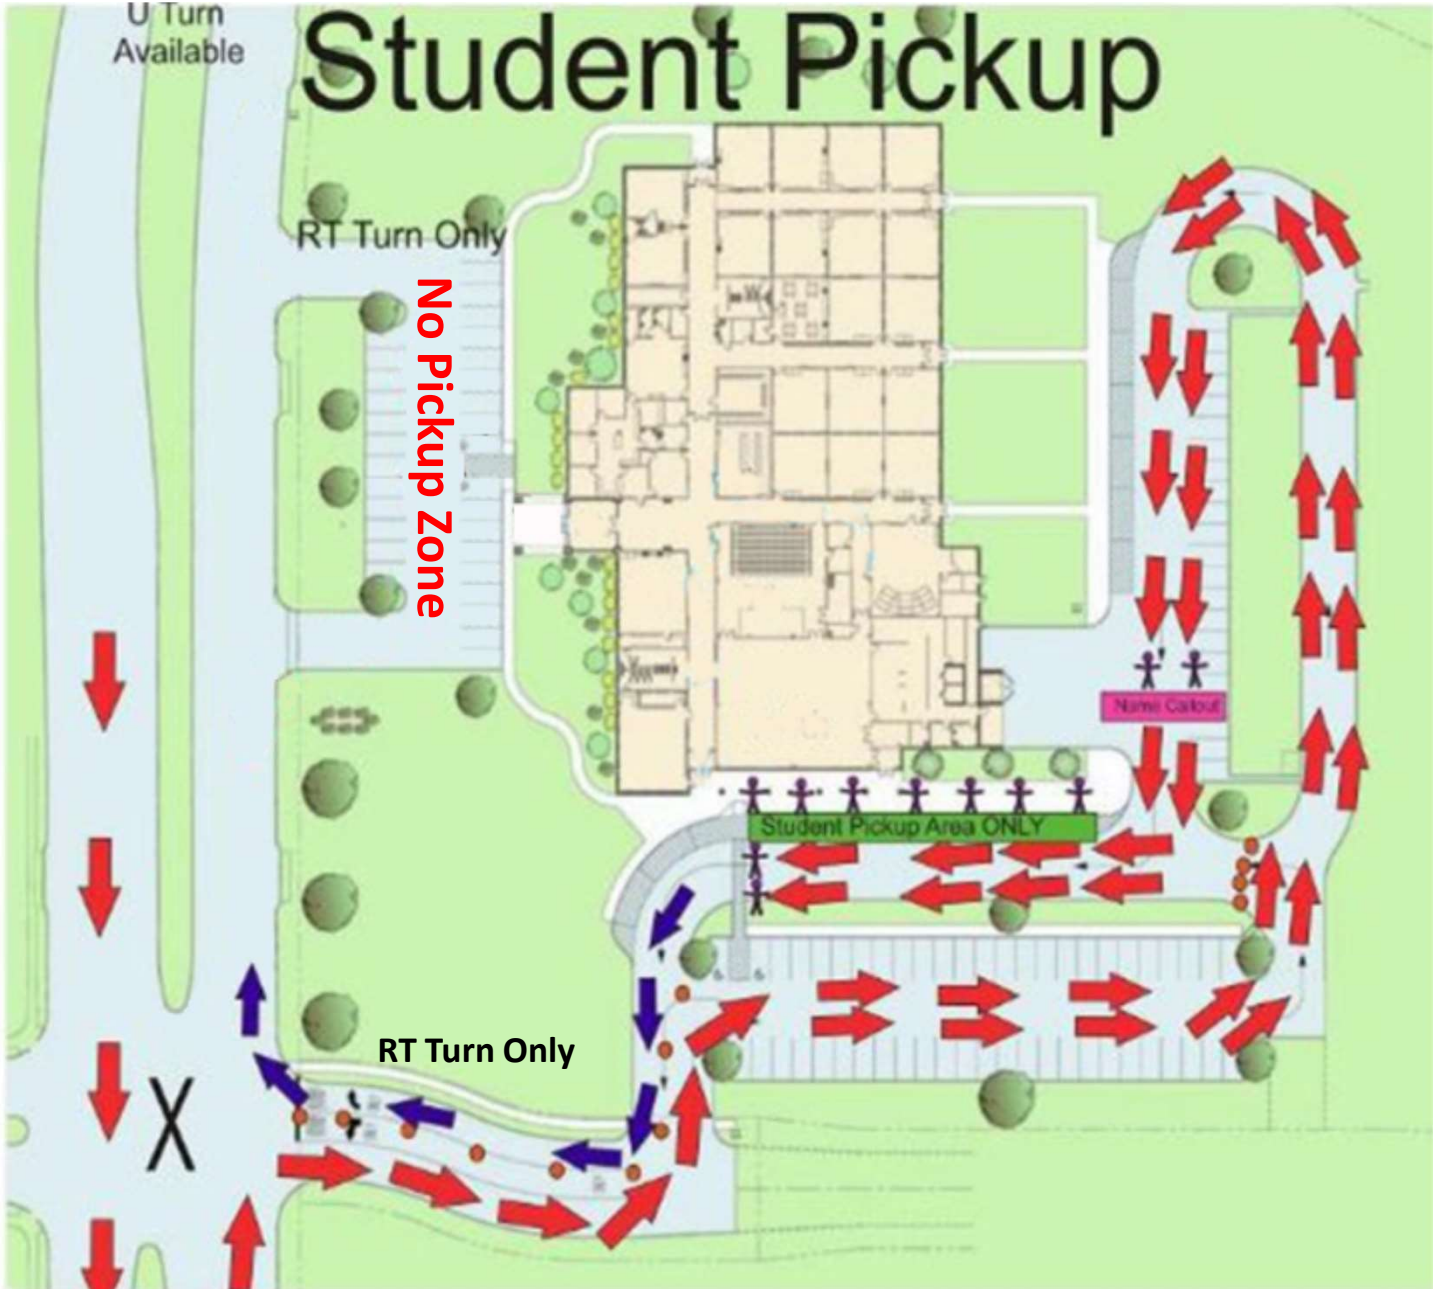 U Turn
Available
Student Pickup
RT Turn Only
No Pickup Zone
Name Callout
Student Pickup Area ONLY
RT Turn Only
X